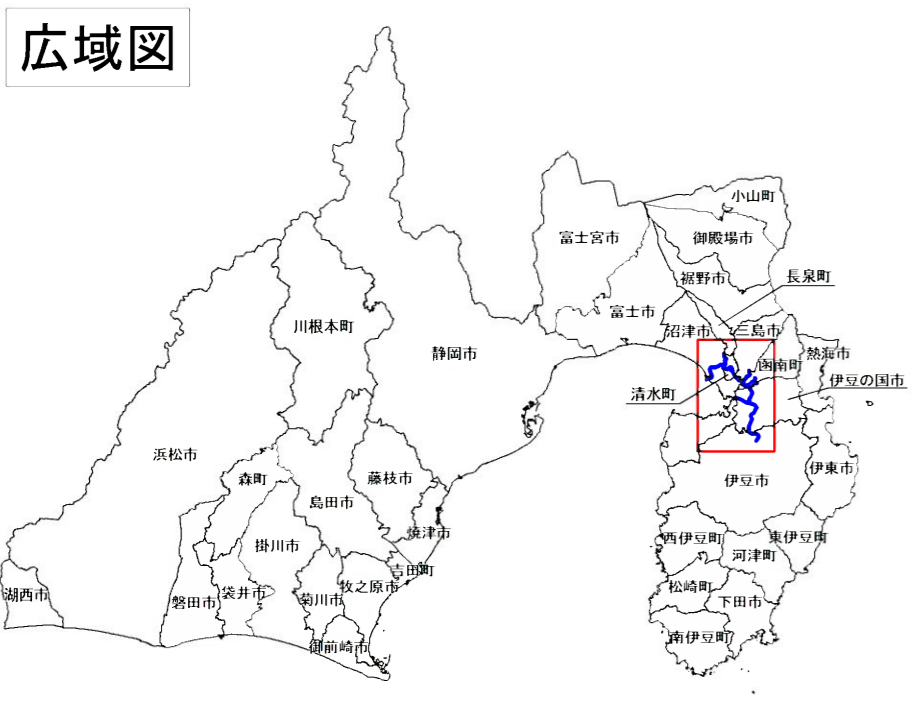 広域図
小山町
富士宮市
御殿場市
裾野市
長泉町
富士市
沼津市
三島市
川根本町
静岡市
熱海市
函南町
伊豆の国市
清水町
浜松市
森町
藤枝市
伊東市
伊豆市
島田市
焼津市
掛川市
西伊豆町
東伊豆町
河津町
吉田町
湖西市
磐田市
袋井市
菊川市
牧之原市
松崎町
下田市
御前崎市
南伊豆町